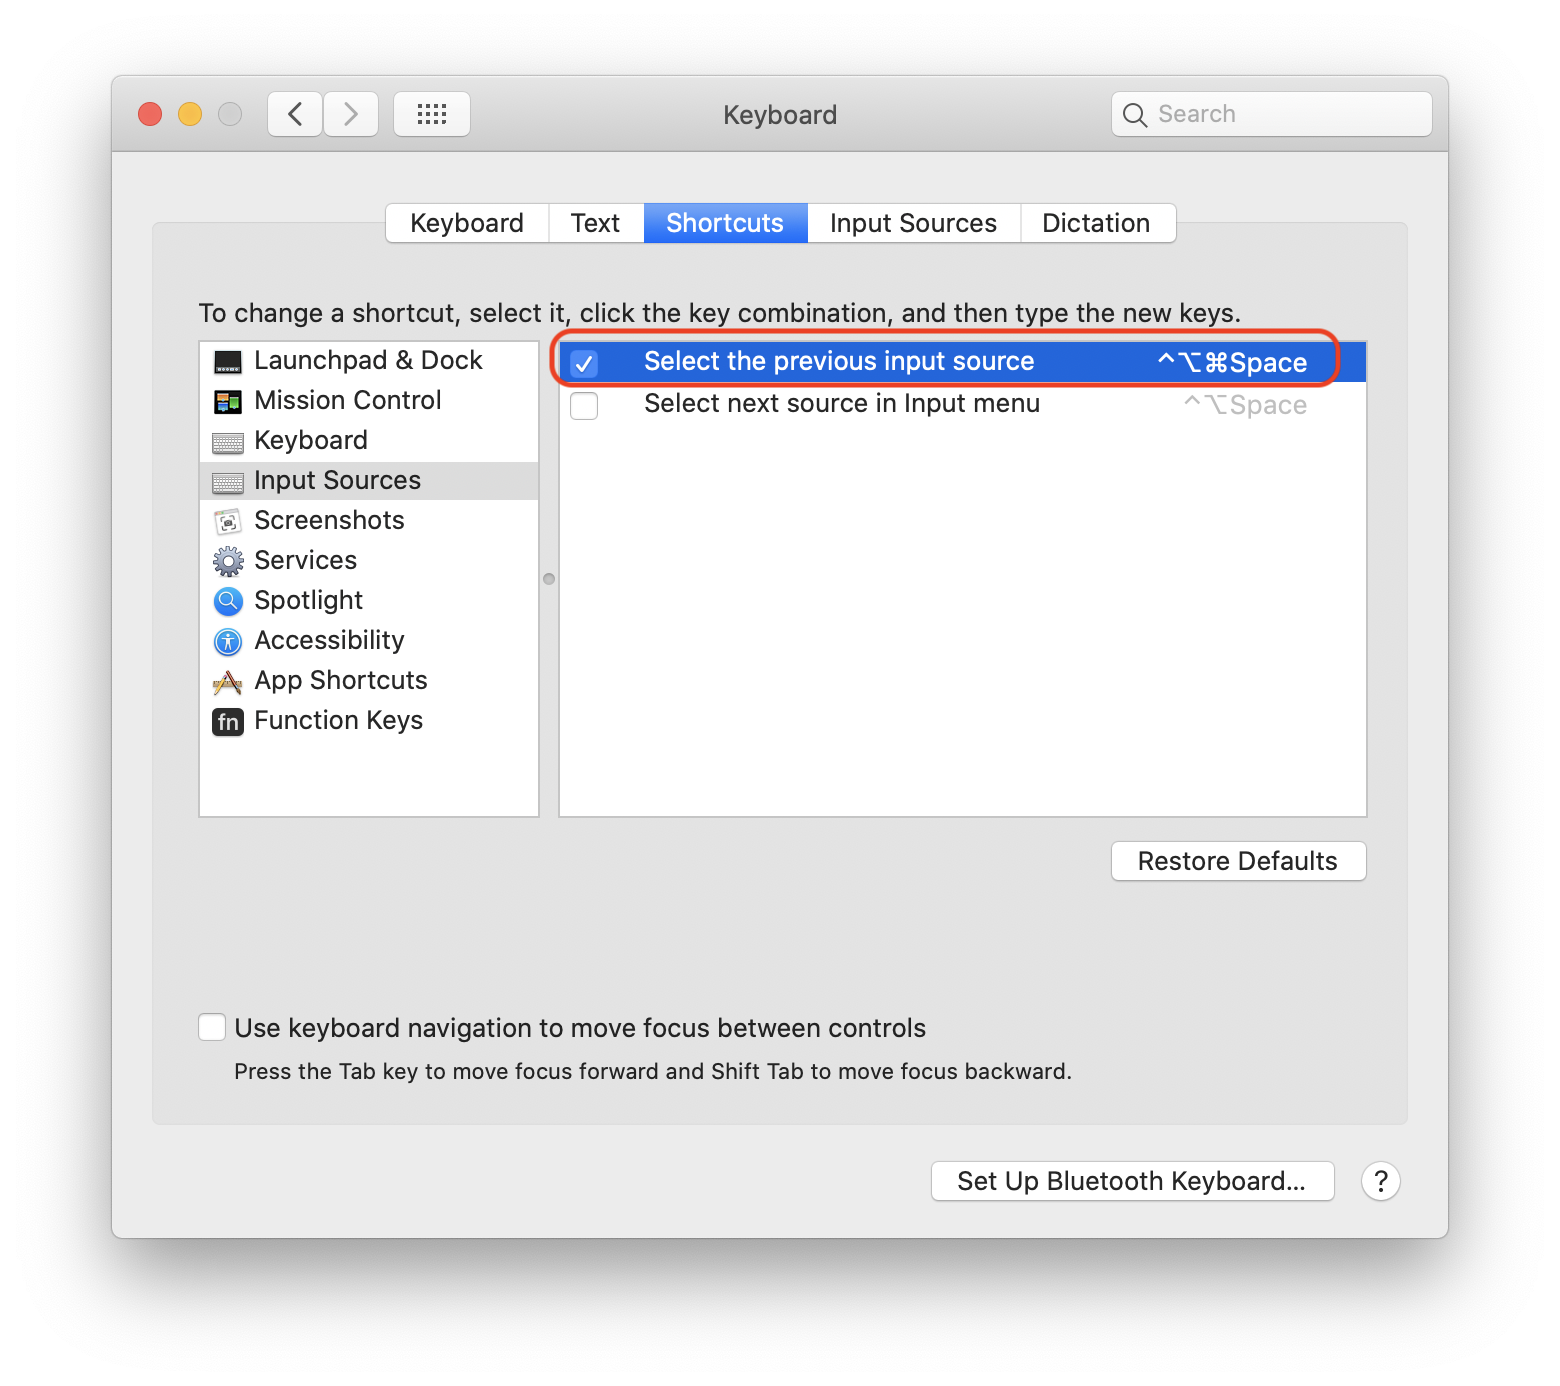 Keyboard
Search
Keyboard
Text
Shortcuts
Input Sources
Dictation
To change a shortcut, select it, click the key combination, and then type the new keys.
Launchpad & Dock
Mission Control
Keyboard
Input Sources
Screenshots
Services
Spotlight
Accessibility
App Shortcuts
fn Function Keys
Select the previous input source ^⌥⌘Space
Select next source in Input menu ^⌥Space
Restore Defaults
Use keyboard navigation to move focus between controls
Press the Tab key to move focus forward and Shift Tab to move focus backward.
Set Up Bluetooth Keyboard...
?